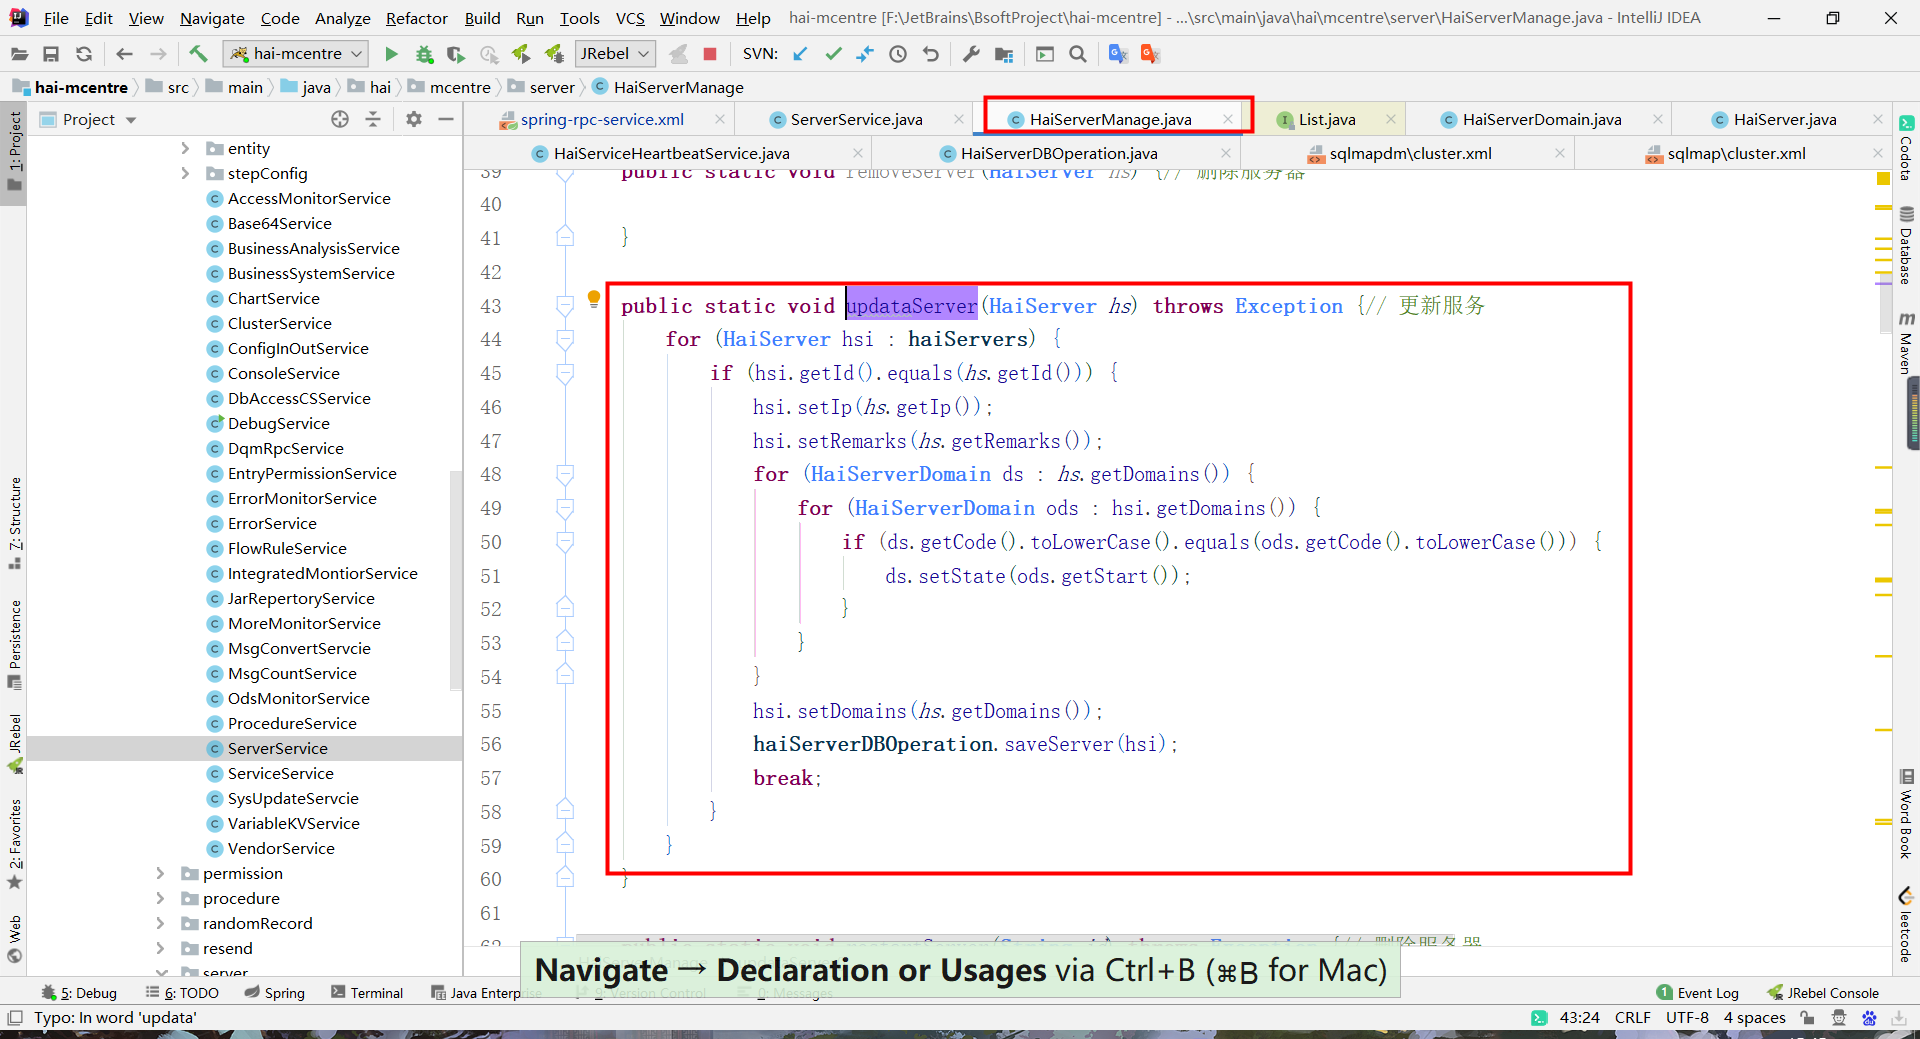 File Edit View Navigate Code Analyze Refactor Build Run Tools VCS Window Help hai-mcentre [F:\JetBrains\BsoftProject\hai-mcentre] - ...\src\main\java\hai\mcentre\server\HaiServerManage.java - IntelliJ IDEA
hai-mcentre JRebel SVN:
hai-mcentre src main java hai mcentre server HaiServerManage
Project
spring-rpc-service.xml ServerService.java HaiServerManage.java List.java HaiServerDomain.java HaiServer.java
HaiServiceHeartbeatService.java HaiServerDBOperation.java sqlmapdm\cluster.xml sqlmap\cluster.xml
1: Project
Z: Structure
Persistence
JRebel
2: Favorites
Web
entity
stepConfig
AccessMonitorService
Base64Service
BusinessAnalysisService
BusinessSystemService
ChartService
ClusterService
ConfigInOutService
ConsoleService
DbAccessCSService
DebugService
DqmRpcService
EntryPermissionService
ErrorMonitorService
ErrorService
FlowRuleService
IntegratedMontiorService
JarRepertoryService
MoreMonitorService
MsgConvertServcie
MsgCountService
OdsMonitorService
ProcedureService
ServerService
ServiceService
SysUpdateServcie
VariableKVService
VendorService
permission
procedure
randomRecord
resend
server
39 public static void removeServer(HaiServer hs) {// 删除服务器
40
41 }
42
43 public static void updataServer(HaiServer hs) throws Exception {// 更新服务
44 for (HaiServer hsi : haiServers) {
45 if (hsi.getId().equals(hs.getId())) {
46 hsi.setIp(hs.getIp());
47 hsi.setRemarks(hs.getRemarks());
48 for (HaiServerDomain ds : hs.getDomains()) {
49 for (HaiServerDomain ods : hsi.getDomains()) {
50 if (ds.getCode().toLowerCase().equals(ods.getCode().toLowerCase())) {
51 ds.setState(ods.getStart());
52 }
53 }
54 }
55 hsi.setDomains(hs.getDomains());
56 haiServerDBOperation.saveServer(hsi);
57 break;
58 }
59 }
60 }
61
Codota
Database
Maven
Word Book
leetcode
Navigate → Declaration or Usages via Ctrl+B (⌘B for Mac)
5: Debug 6: TODO Spring Terminal Java Enterprise 9: Version Control 0: Messages 1 Event Log JRebel Console
Typo: In word 'updata' 43:24 CRLF UTF-8 4 spaces